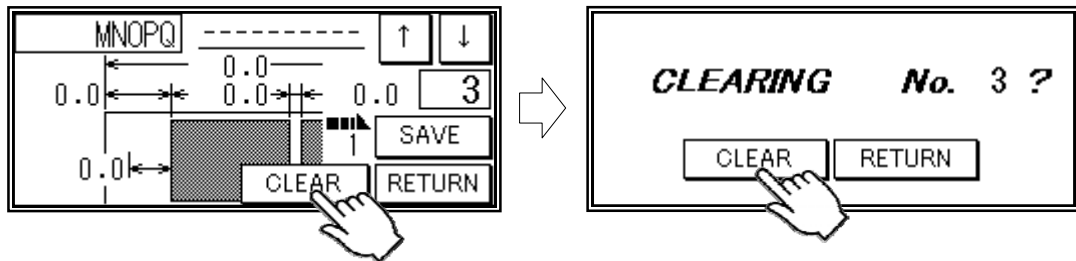 MNOPQ ------------ ↑ ↓
0.0
0.0 0.0 0.0 3
1 SAVE
0.0 CLEAR RETURN
CLEARING No. 3 ?
CLEAR RETURN